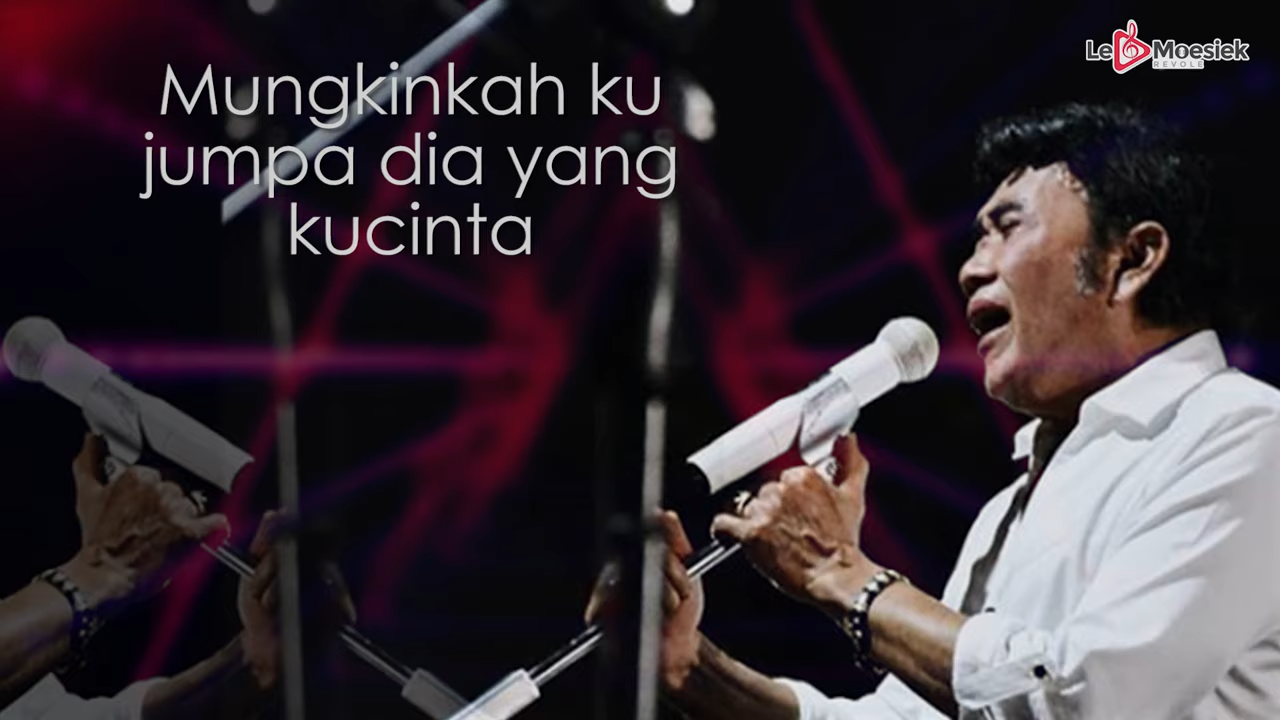 Le Moesiek
REVOLE
Mungkinkah ku
jumpa dia yang
kucinta